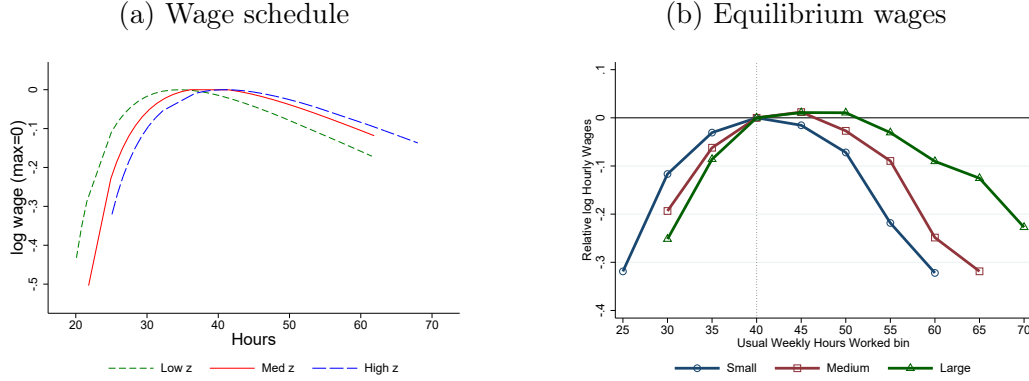 (a) Wage schedule
(b) Equilibrium wages
log wage (max=0)
0
-.1
-.2
-.3
-.4
-.5
20 30 40 50 60 70
Hours
Low z Med z High z
Relative log Hourly Wages
.1
0
-.1
-.2
-.3
-.4
25 30 35 40 45 50 55 60 65 70
Usual Weekly Hours Worked bin
Small Medium Large